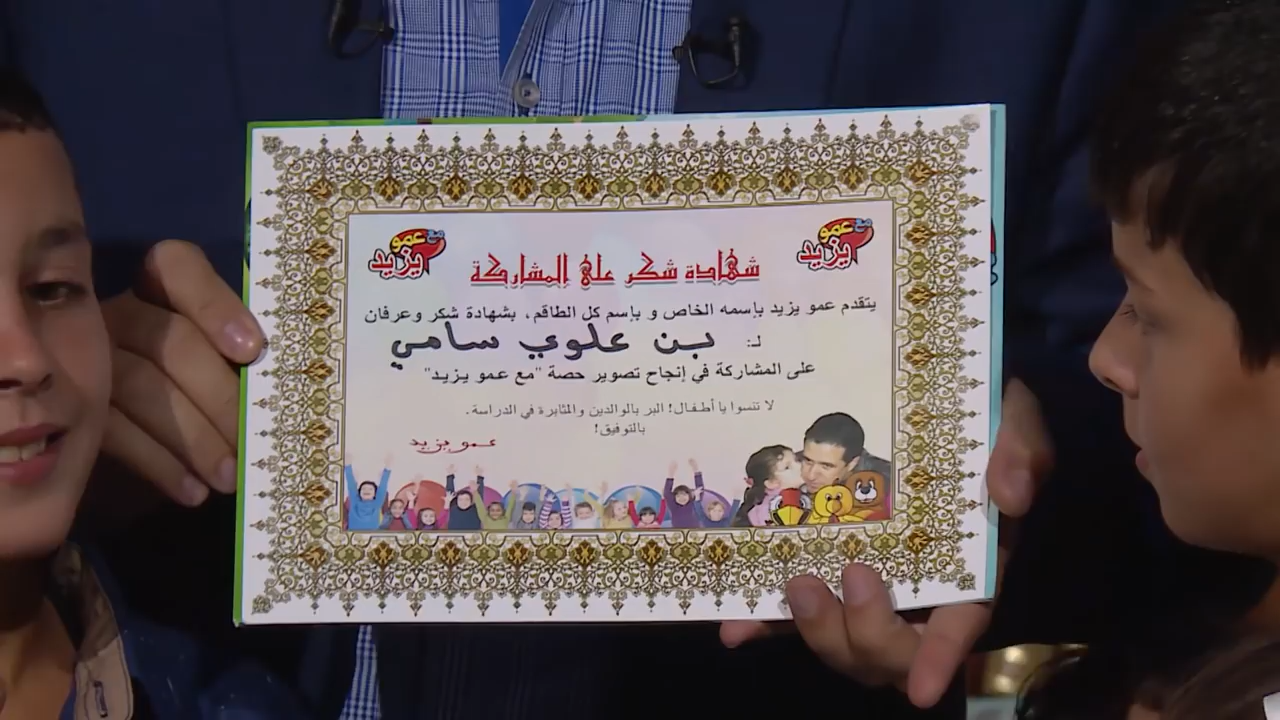 مع عمو يزيد
مع عمو يزيد
شهادة شكر على المشاركة
يتقدم عمو يزيد بإسمه الخاص و بإسم كل الطاقم، بشهادة شكر وعرفان
لـ: بن علوي سامي
على المشاركة في إنجاح تصوير حصة "مع عمو يزيد"
لا تنسوا يا أطفال! البر بالوالدين والمثابرة في الدراسة.
بالتوفيق!
عمو يزيد